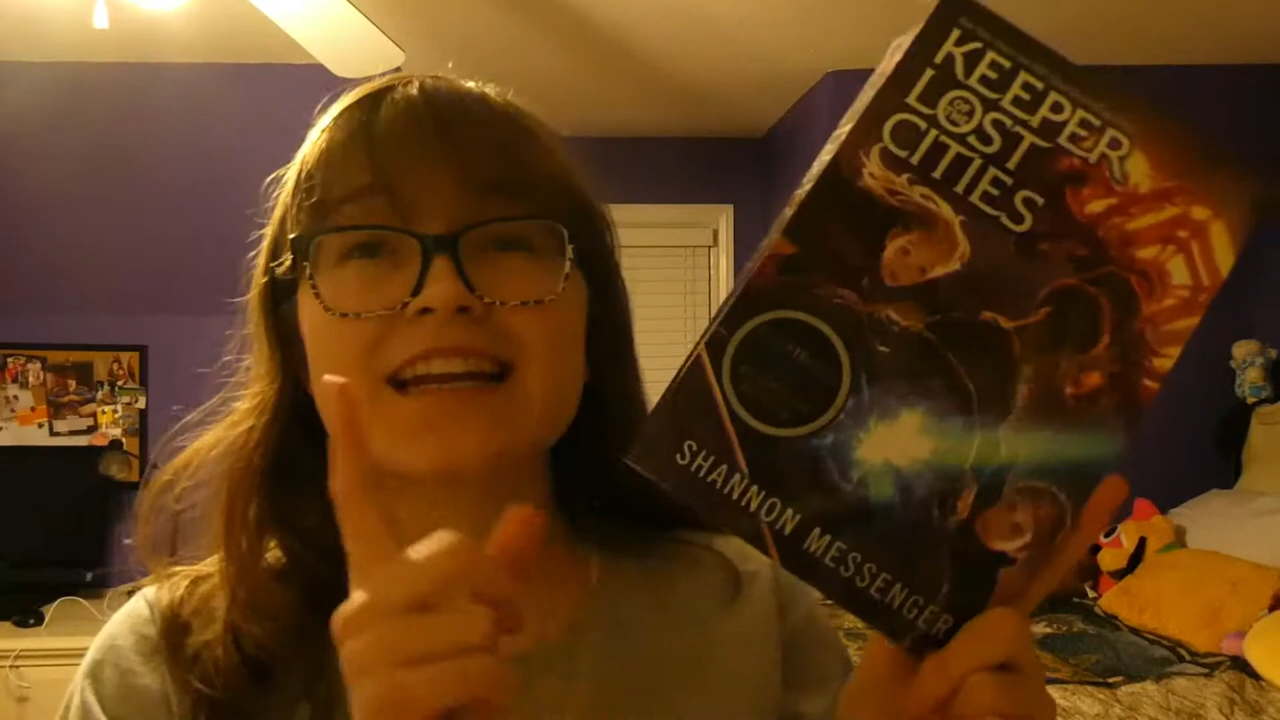 KEEPER
OF THE
LOST
CITIES
SHANNON MESSENGER